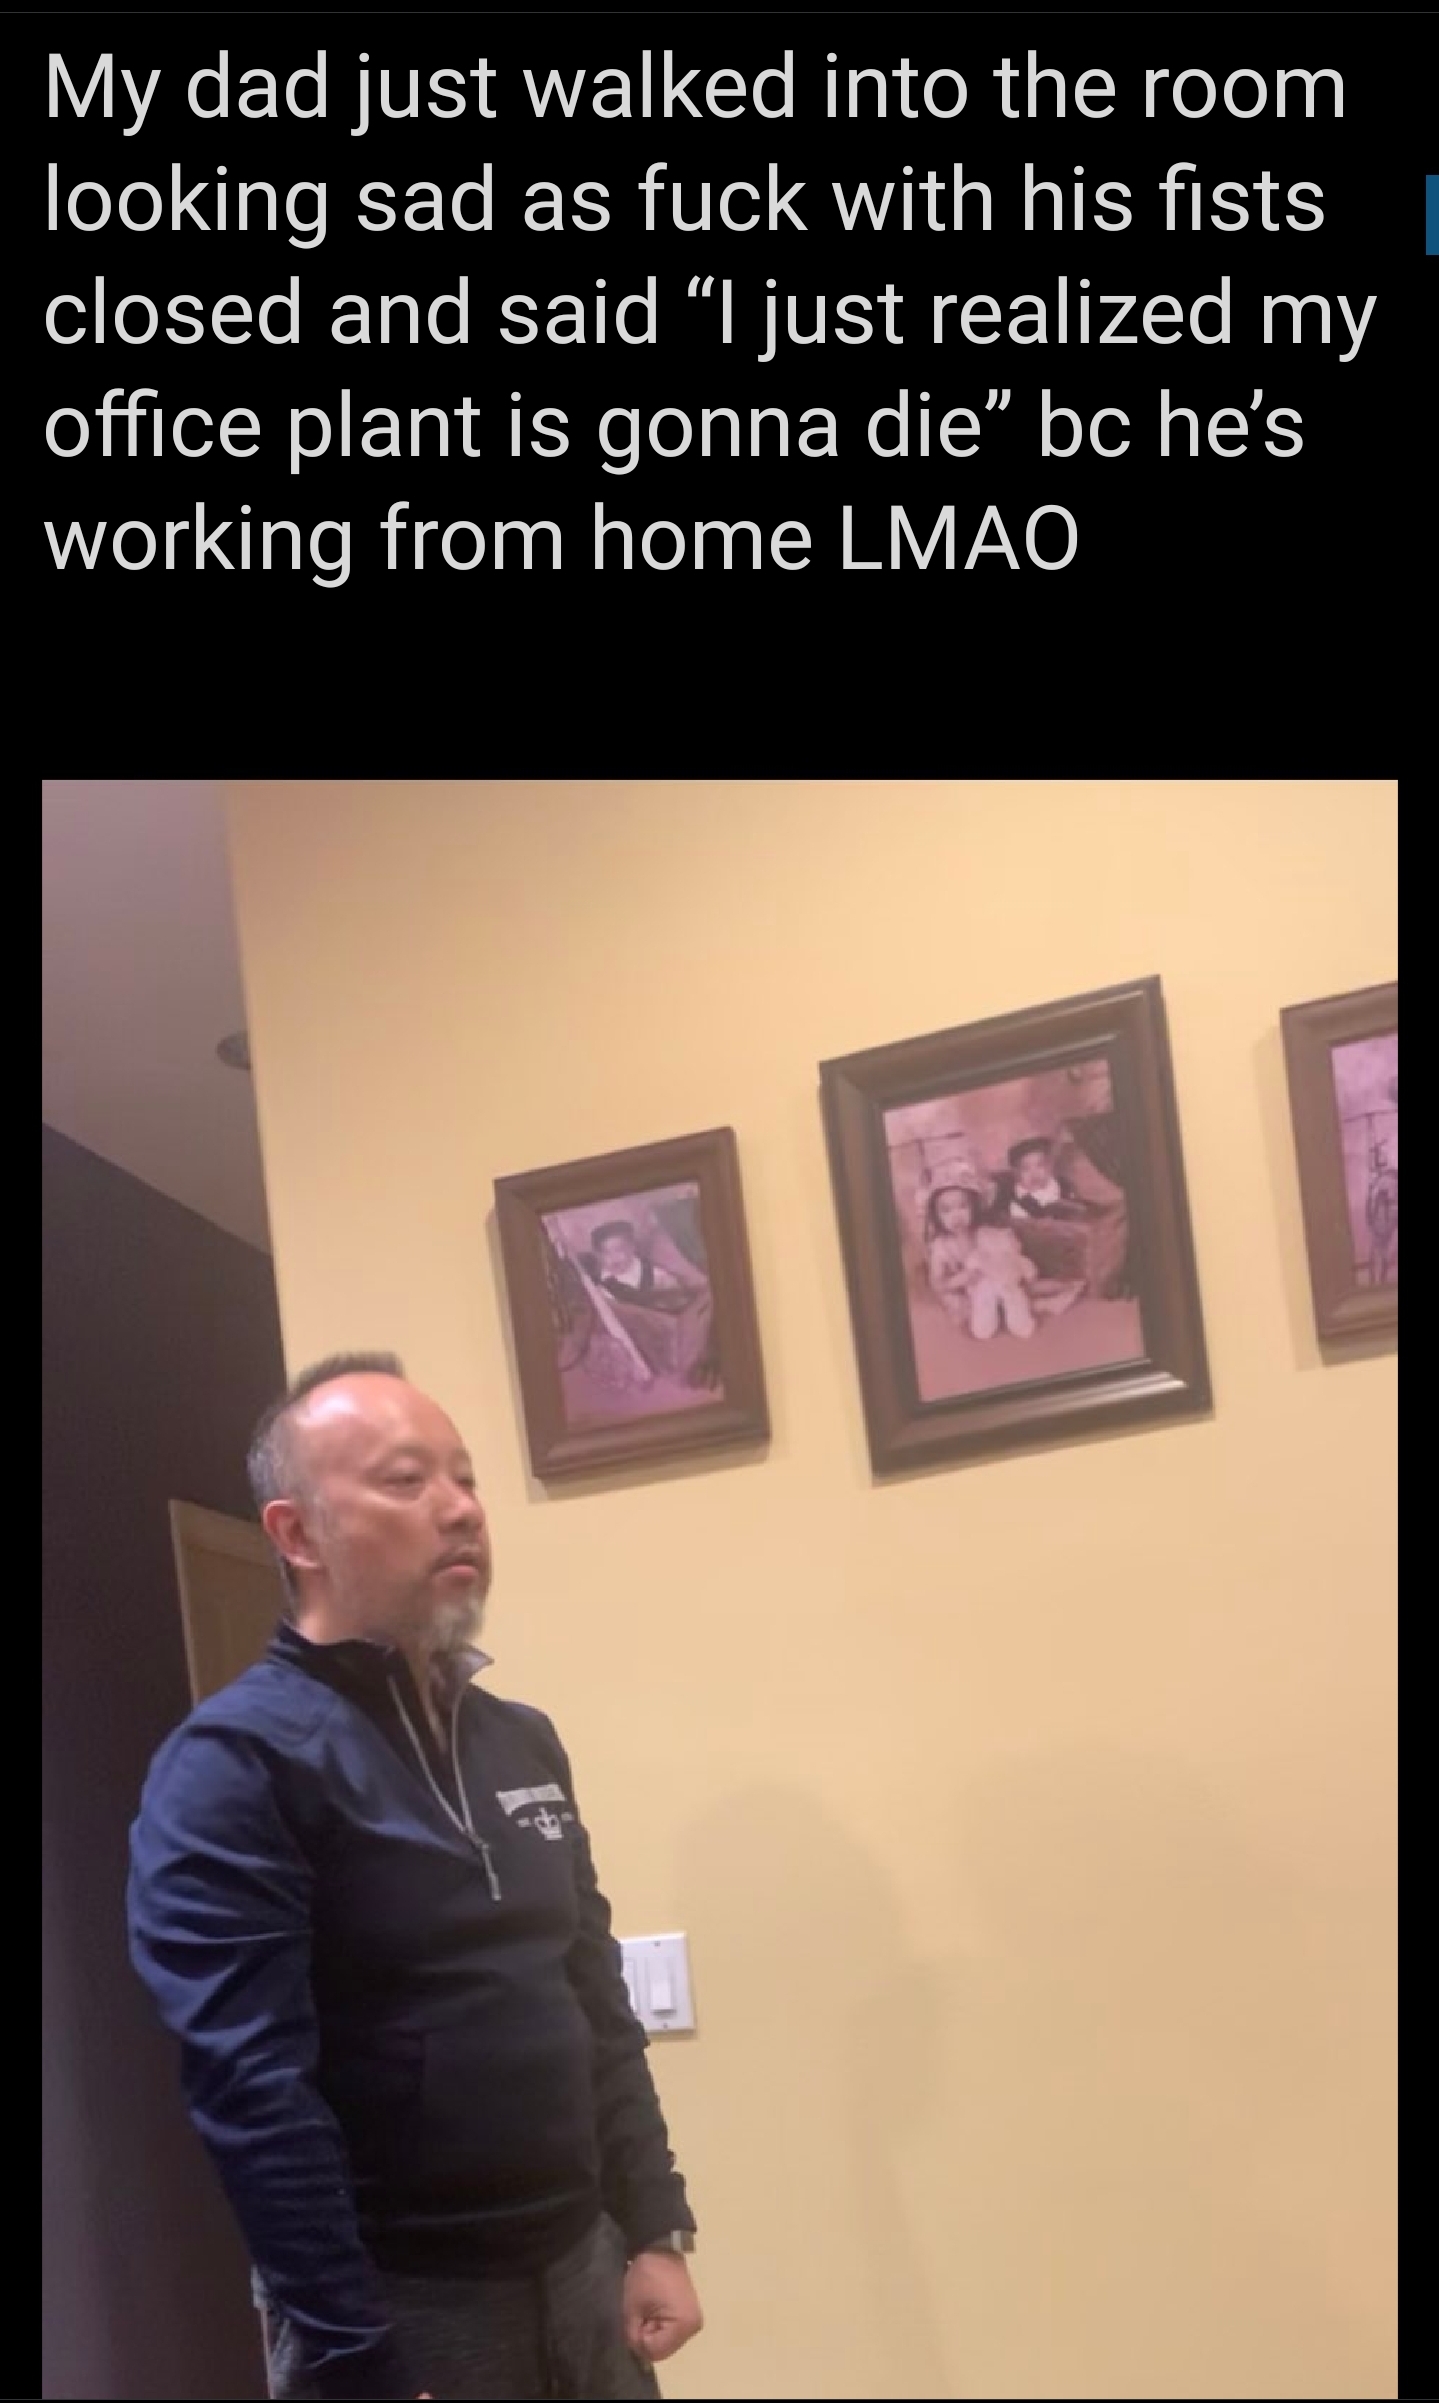 My dad just walked into the room
looking sad as fuck with his fists
closed and said “I just realized my
office plant is gonna die” bc he’s
working from home LMAO